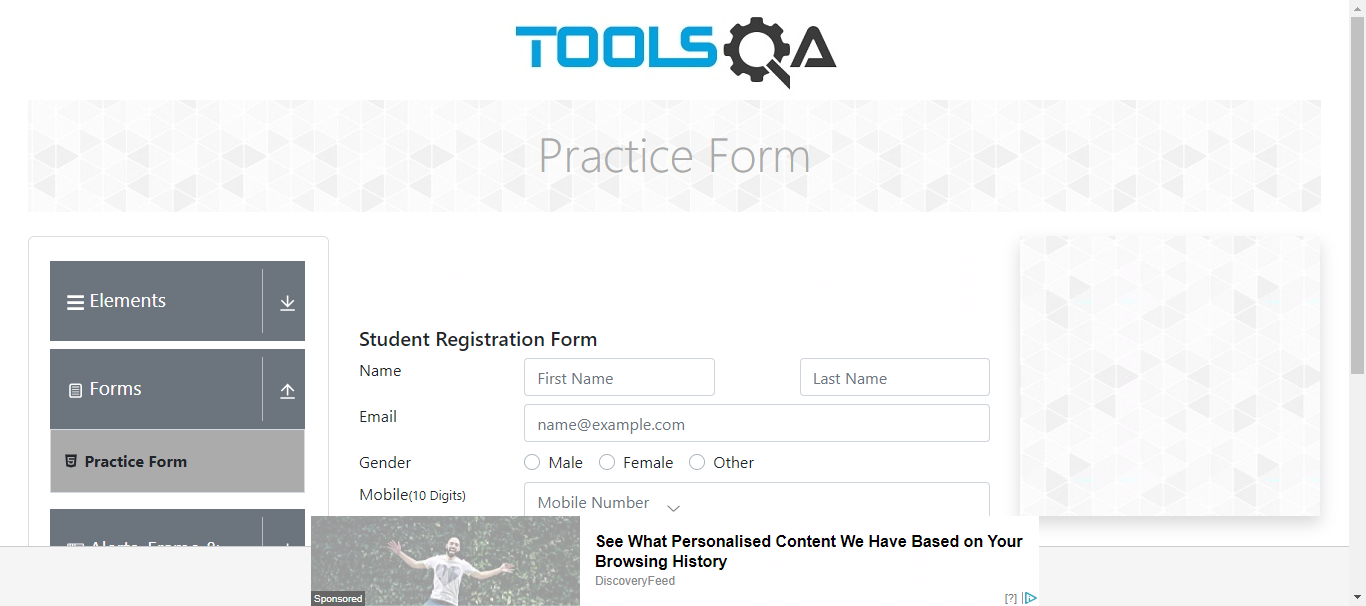 TOOLSQA
Practice Form
Elements
Forms
Practice Form
Student Registration Form
Name
First Name
Last Name
Email
name@example.com
Gender
Male
Female
Other
Mobile(10 Digits)
Mobile Number
Sponsored
See What Personalised Content We Have Based on Your
Browsing History
DiscoveryFeed
[?]